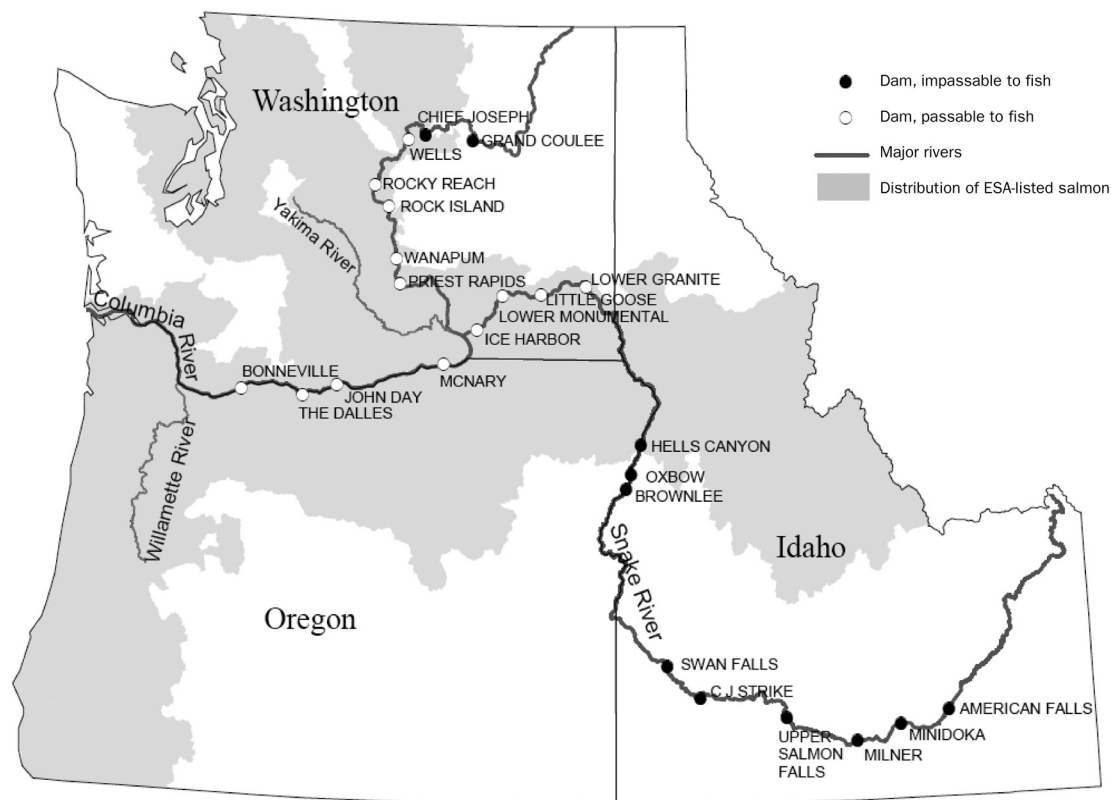 Washington
Dam, impassable to fish
Dam, passable to fish
Major rivers
Distribution of ESA-listed salmon
CHIEF JOSEPH
GRAND COULEE
WELLS
ROCKY REACH
ROCK ISLAND
Yakima River
WANAPUM
PRIEST RAPIDS
LOWER GRANITE
LITTLE GOOSE
LOWER MONUMENTAL
ICE HARBOR
Columbia
River
BONNEVILLE
MCNARY
JOHN DAY
THE DALLES
Willamette River
HELLS CANYON
OXBOW
BROWNLEE
Snake River
Idaho
Oregon
SWAN FALLS
C J STRIKE
AMERICAN FALLS
MINIDOKA
UPPER
SALMON
FALLS
MILNER